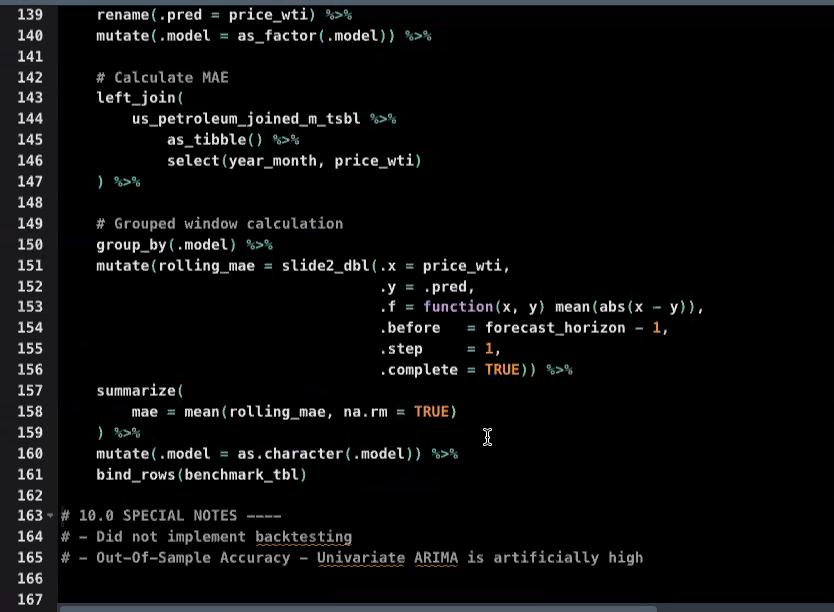 139 rename(.pred = price_wti) %>%
140 mutate(.model = as_factor(.model)) %>%
141
142 # Calculate MAE
143 left_join(
144 us_petroleum_joined_m_tsbl %>%
145 as_tibble() %>%
146 select(year_month, price_wti)
147 ) %>%
148
149 # Grouped window calculation
150 group_by(.model) %>%
151 mutate(rolling_mae = slide2_dbl(.x = price_wti,
152 .y = .pred,
153 .f = function(x, y) mean(abs(x - y)),
154 .before = forecast_horizon - 1,
155 .step = 1,
156 .complete = TRUE)) %>%
157 summarize(
158 mae = mean(rolling_mae, na.rm = TRUE)
159 ) %>%
160 mutate(.model = as.character(.model)) %>%
161 bind_rows(benchmark_tbl)
162
163 # 10.0 SPECIAL NOTES ----
164 # - Did not implement backtesting
165 # - Out-Of-Sample Accuracy - Univariate ARIMA is artificially high
166
167